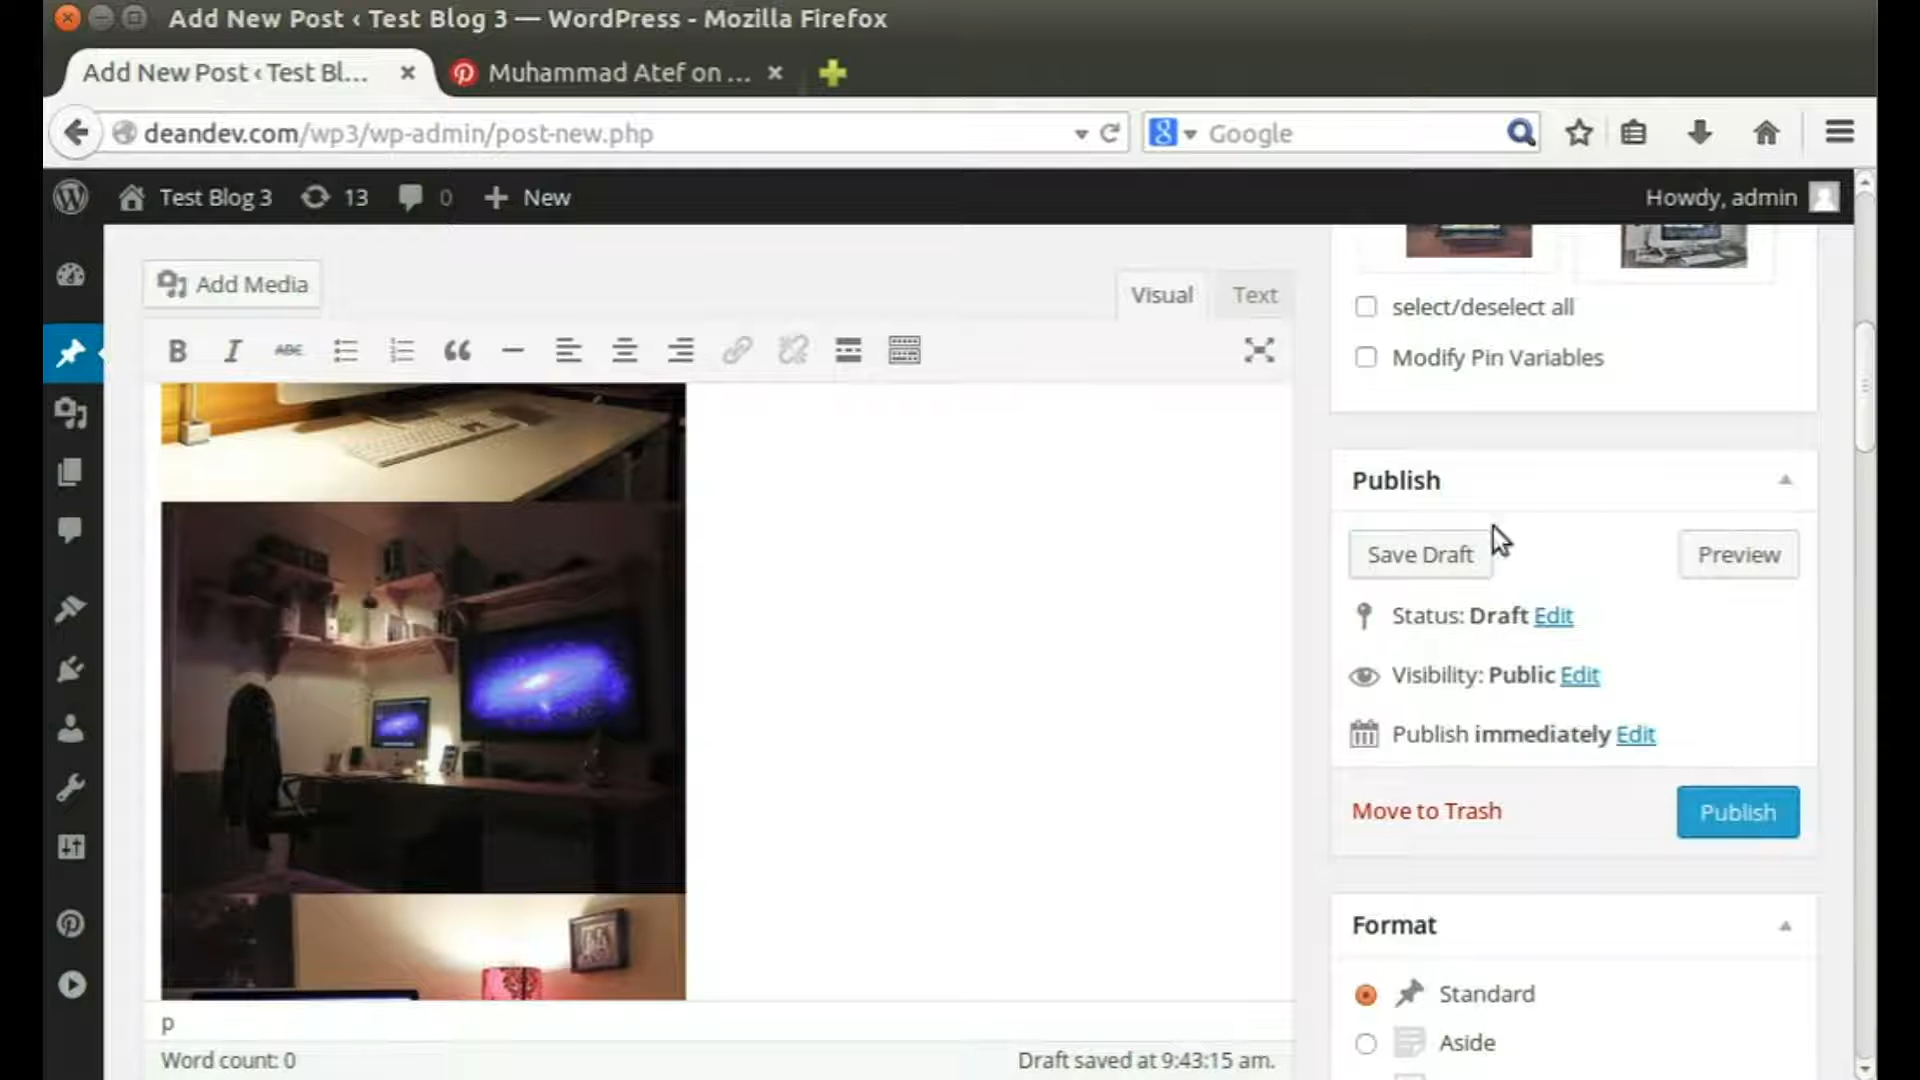 Add New Post ‹ Test Blog 3 — WordPress - Mozilla Firefox
Add New Post ‹ Test Bl...
Muhammad Atef on ...
deandev.com/wp3/wp-admin/post-new.php
Google
Test Blog 3
13
0
New
Howdy, admin
Add Media
Visual
Text
B
I
ABC
select/deselect all
Modify Pin Variables
Publish
Save Draft
Preview
Status: Draft Edit
Visibility: Public Edit
Publish immediately Edit
Move to Trash
Publish
Format
Standard
Aside
p
Word count: 0
Draft saved at 9:43:15 am.